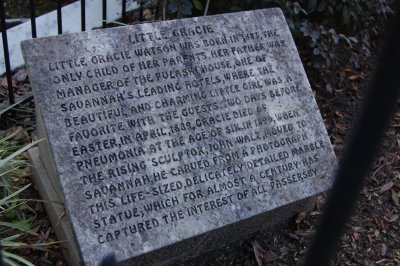 LITTLE GRACIE
LITTLE GRACIE WATSON WAS BORN IN 1883, THE
ONLY CHILD OF HER PARENTS. HER FATHER WAS
MANAGER OF THE PULASKI HOUSE, ONE OF
SAVANNAH'S LEADING HOTELS, WHERE THE
BEAUTIFUL AND CHARMING LITTLE GIRL WAS A
FAVORITE WITH THE GUESTS. TWO DAYS BEFORE
EASTER, IN APRIL 1889, GRACIE DIED OF
PNEUMONIA AT THE AGE OF SIX. IN 1890, WHEN
THE RISING SCULPTOR, JOHN WALZ, MOVED TO
SAVANNAH, HE CARVED FROM A PHOTOGRAPH
THIS LIFE-SIZED, DELICATELY DETAILED MARBLE
STATUE, WHICH FOR ALMOST A CENTURY HAS
CAPTURED THE INTEREST OF ALL PASSERSBY.